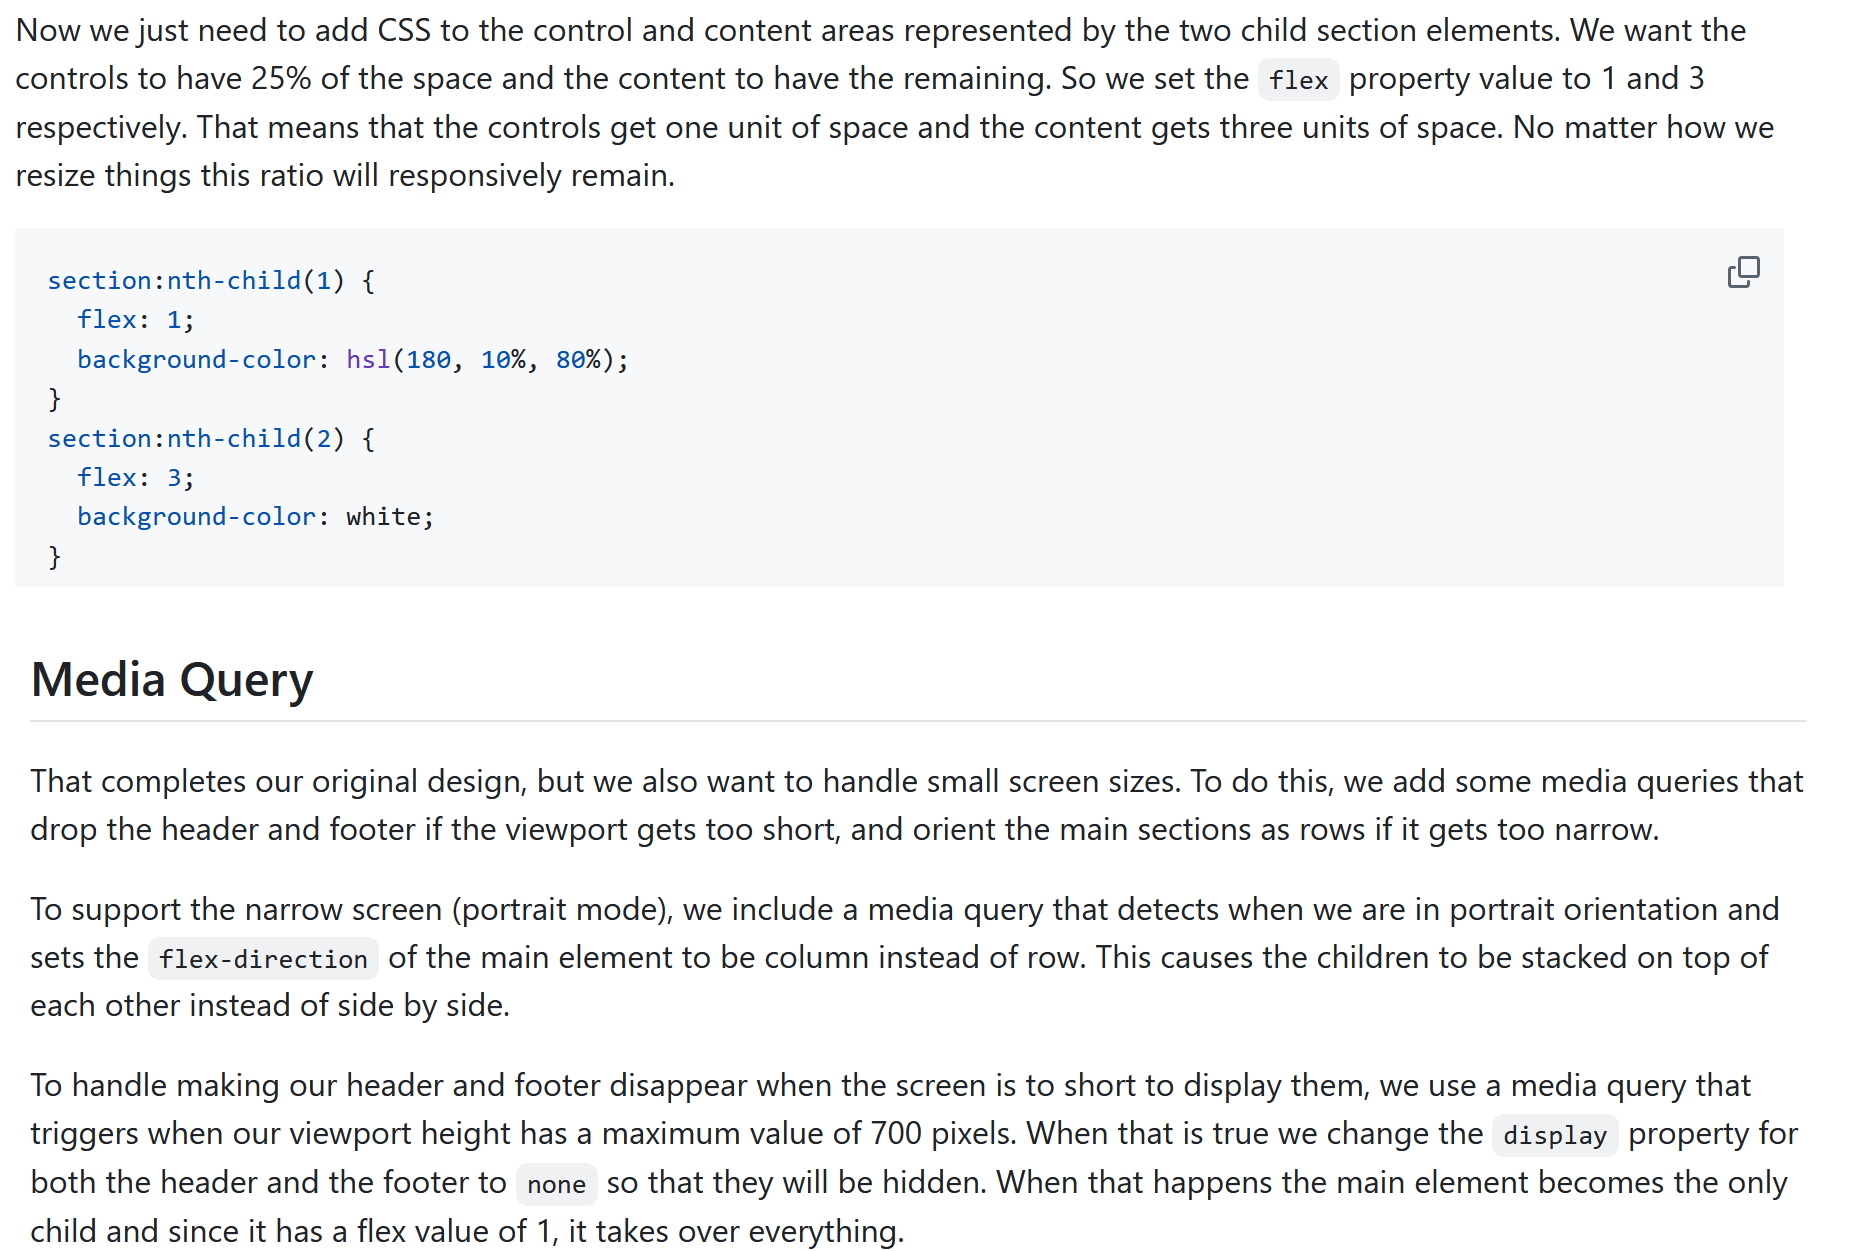 Now we just need to add CSS to the control and content areas represented by the two child section elements. We want the
controls to have 25% of the space and the content to have the remaining. So we set the flex property value to 1 and 3
respectively. That means that the controls get one unit of space and the content gets three units of space. No matter how we
resize things this ratio will responsively remain.
section:nth-child(1) {
  flex: 1;
  background-color: hsl(180, 10%, 80%);
}
section:nth-child(2) {
  flex: 3;
  background-color: white;
}
Media Query
That completes our original design, but we also want to handle small screen sizes. To do this, we add some media queries that
drop the header and footer if the viewport gets too short, and orient the main sections as rows if it gets too narrow.
To support the narrow screen (portrait mode), we include a media query that detects when we are in portrait orientation and
sets the flex-direction of the main element to be column instead of row. This causes the children to be stacked on top of
each other instead of side by side.
To handle making our header and footer disappear when the screen is to short to display them, we use a media query that
triggers when our viewport height has a maximum value of 700 pixels. When that is true we change the display property for
both the header and the footer to none so that they will be hidden. When that happens the main element becomes the only
child and since it has a flex value of 1, it takes over everything.